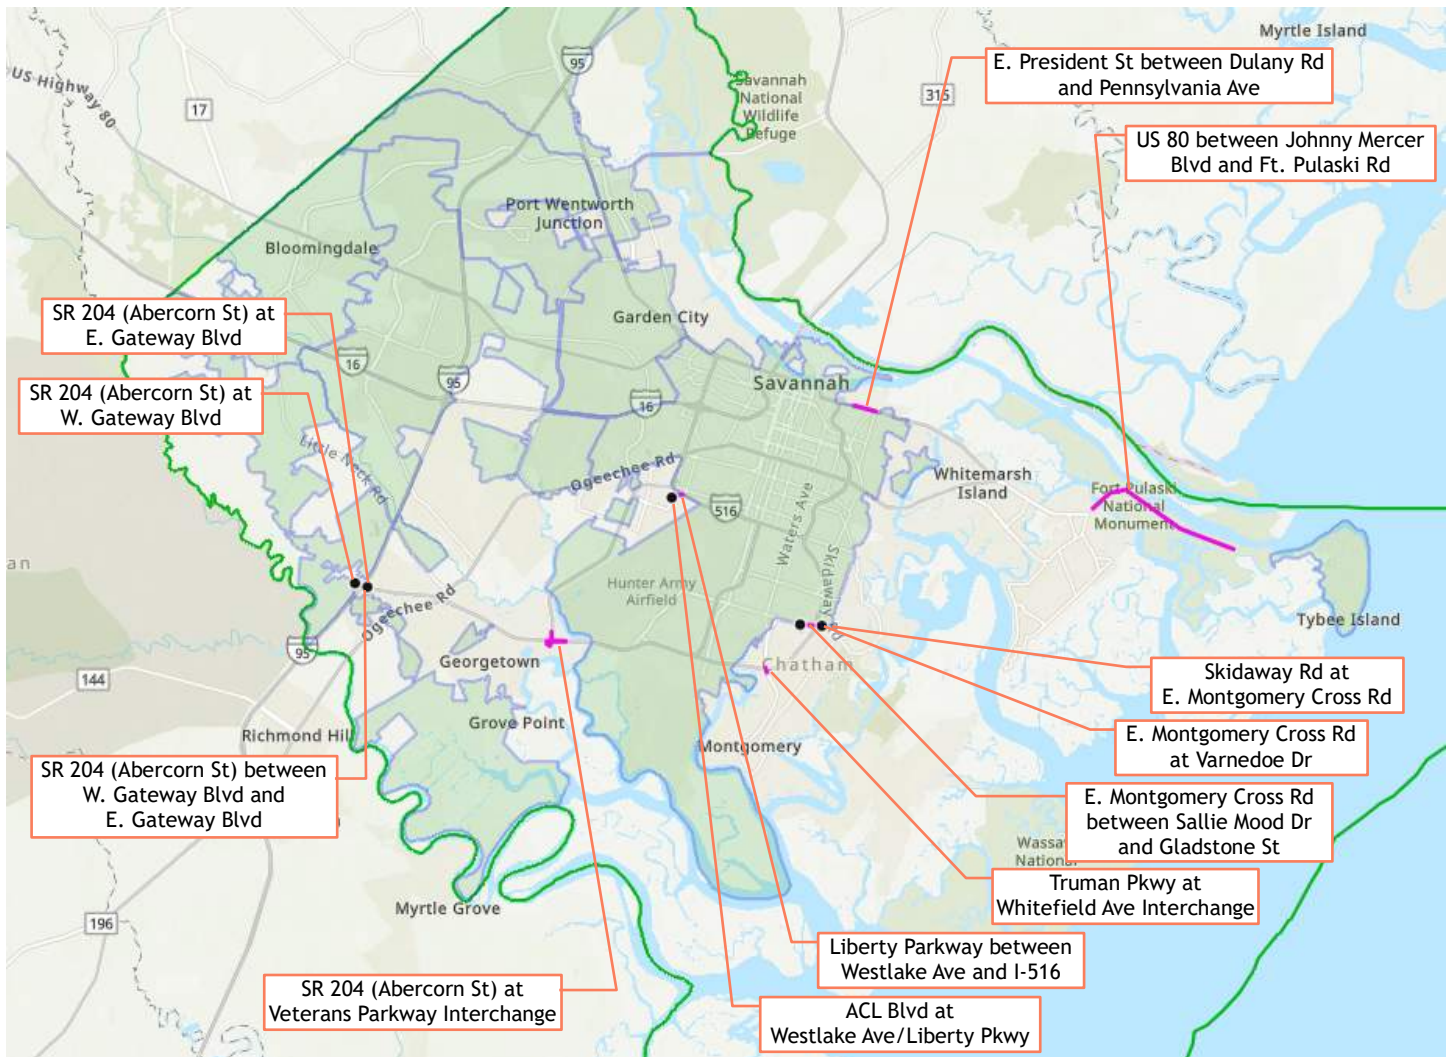 Myrtle Island
US Highway 80
17
95
Savannah
National
Wildlife
Refuge
315
E. President St between Dulany Rd
and Pennsylvania Ave
US 80 between Johnny Mercer
Blvd and Ft. Pulaski Rd
Port Wentworth
Junction
Bloomingdale
SR 204 (Abercorn St) at
E. Gateway Blvd
Garden City
16
95
SR 204 (Abercorn St) at
W. Gateway Blvd
Savannah
16
Little Neck Rd
Ogeechee Rd
Whitemarsh
Island
Fort Pulaski
National
Monument
516
Waters Ave
Skidaway Rd
Hunter Army
Airfield
Ogeechee Rd
Tybee Island
95
Georgetown
Chatham
144
Skidaway Rd at
E. Montgomery Cross Rd
Grove Point
Richmond Hill
Montgomery
E. Montgomery Cross Rd
at Varnedoe Dr
SR 204 (Abercorn St) between
W. Gateway Blvd and
E. Gateway Blvd
E. Montgomery Cross Rd
between Sallie Mood Dr
and Gladstone St
National
Truman Pkwy at
Whitefield Ave Interchange
Myrtle Grove
196
Liberty Parkway between
Westlake Ave and I-516
SR 204 (Abercorn St) at
Veterans Parkway Interchange
ACL Blvd at
Westlake Ave/Liberty Pkwy